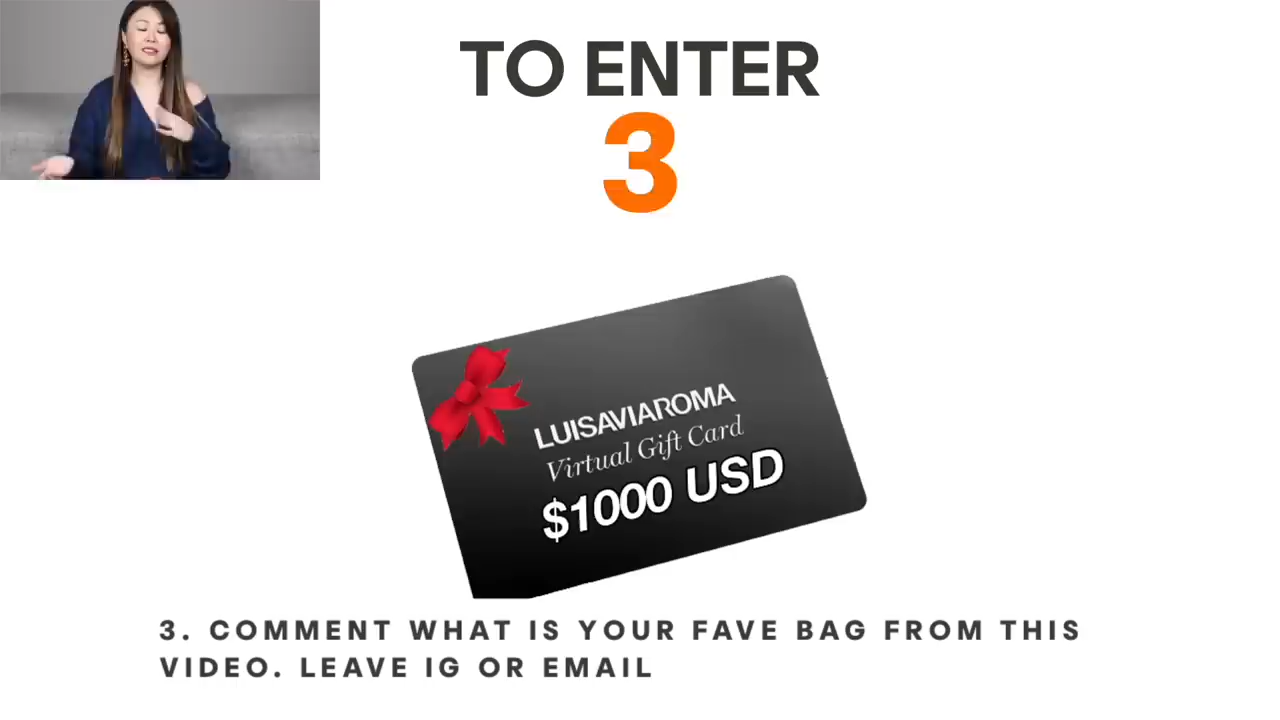 TO ENTER
3
LUISAVIAROMA
Virtual Gift Card
$1000 USD
3. COMMENT WHAT IS YOUR FAVE BAG FROM THIS
VIDEO. LEAVE IG OR EMAIL